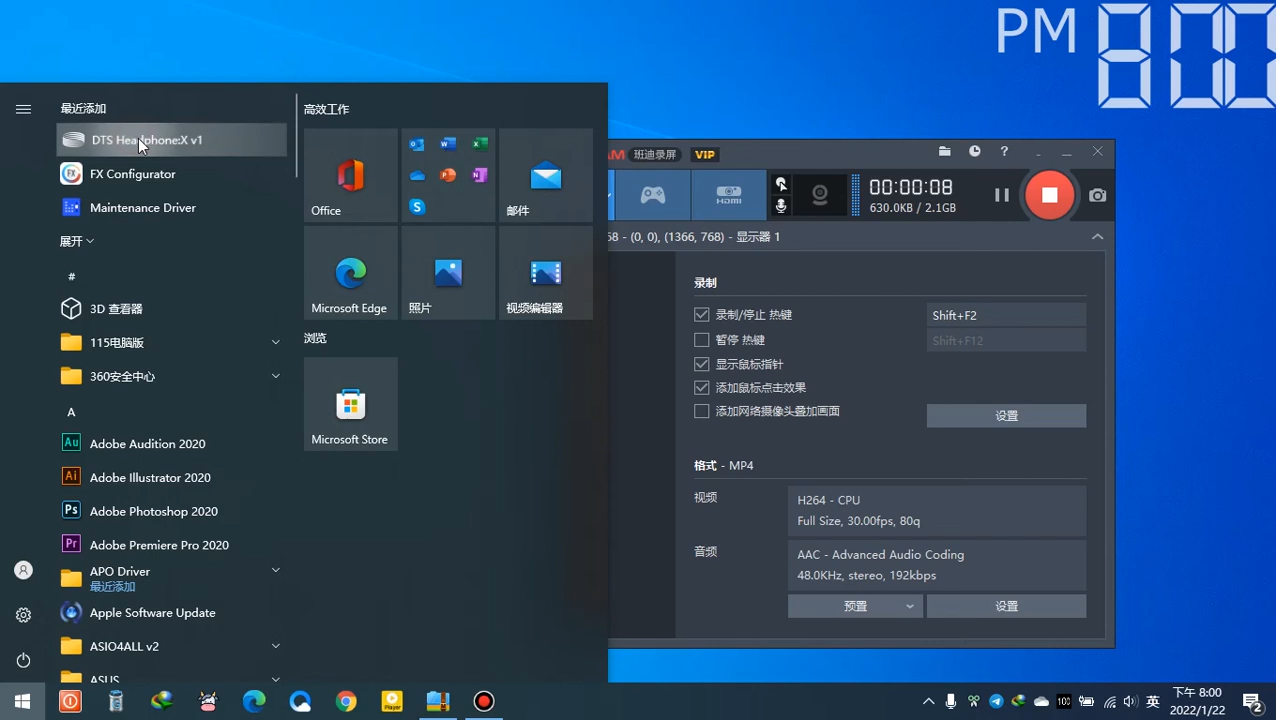 PM 8:00
最近添加
DTS Headphone:X v1
FX Configurator
Maintenance Driver
展开
#
3D 查看器
115电脑版
360安全中心
A
Adobe Audition 2020
Adobe Illustrator 2020
Adobe Photoshop 2020
Adobe Premiere Pro 2020
APO Driver
最近添加
Apple Software Update
ASIO4ALL v2
ASUS
高效工作
Office
邮件
Microsoft Edge
照片
视频编辑器
浏览
Microsoft Store
AM 班迪录屏 VIP
HDMI
00:00:08
630.0KB / 2.1GB
68 - (0, 0), (1366, 768) - 显示器 1
录制
录制/停止 热键
Shift+F2
暂停 热键
Shift+F12
显示鼠标指针
添加鼠标点击效果
添加网络摄像头叠加画面
设置
格式 - MP4
视频
H264 - CPU
Full Size, 30.00fps, 80q
音频
AAC - Advanced Audio Coding
48.0KHz, stereo, 192kbps
预置
设置
Player
100
英
下午 8:00
2022/1/22
2